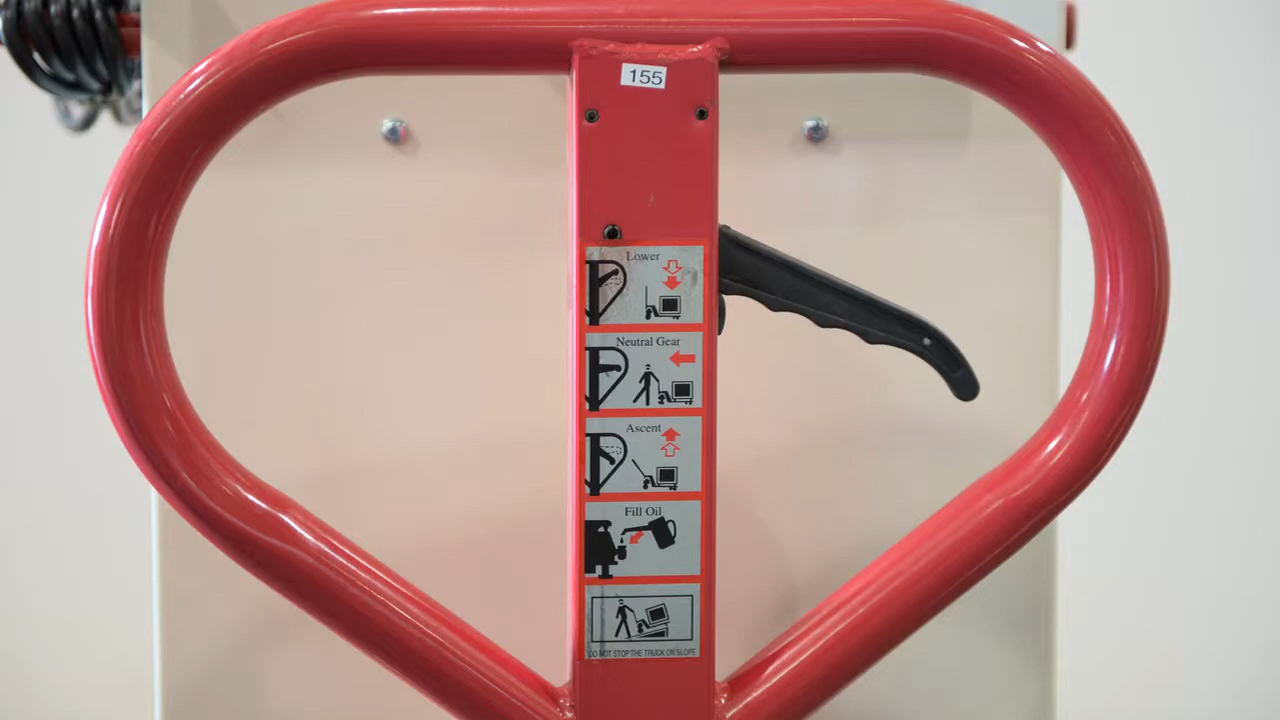 155
Lower
Neutral Gear
Ascent
Fill Oil
DO NOT STOP THE TRUCK ON SLOPE